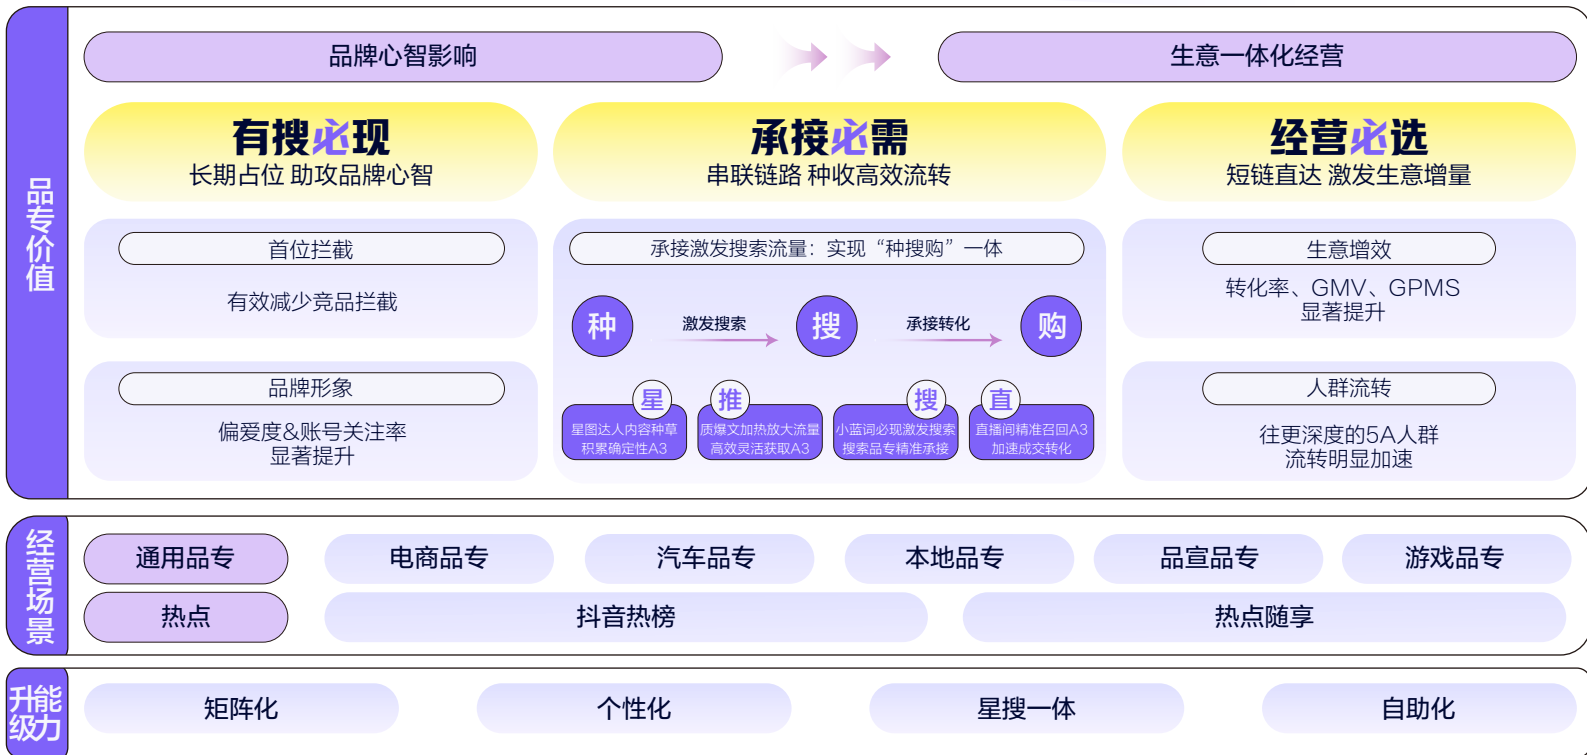 品牌心智影响
生意一体化经营
品专价值
有搜必现
长期占位 助攻品牌心智
承接必需
串联链路 种收高效流转
经营必选
短链直达 激发生意增量
首位拦截
有效减少竞品拦截
品牌形象
偏爱度&账号关注率
显著提升
承接激发搜索流量：实现“种搜购”一体
种
激发搜索
搜
承接转化
购
星
星图达人内容种草
积累确定性A3
推
质爆文加热放大流量
高效灵活获取A3
搜
小蓝词必现激发搜索
搜索品专精准承接
直
直播间精准召回A3
加速成交转化
生意增效
转化率、GMV、GPMS
显著提升
人群流转
往更深度的5A人群
流转明显加速
经营场景
通用品专
电商品专
汽车品专
本地品专
品宣品专
游戏品专
热点
抖音热榜
热点随享
升级能力
矩阵化
个性化
星搜一体
自助化